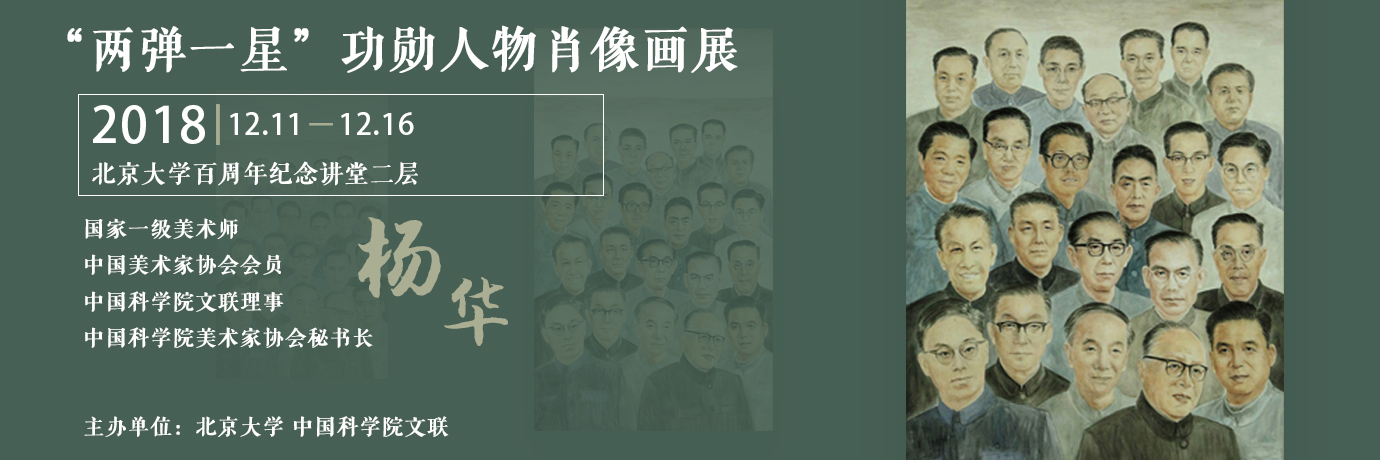 “两弹一星”功勋人物肖像画展
2018|12.11—12.16
北京大学百周年纪念讲堂二层
国家一级美术师
中国美术家协会会员
中国科学院文联理事
中国科学院美术家协会秘书长
杨华
主办单位：北京大学 中国科学院文联